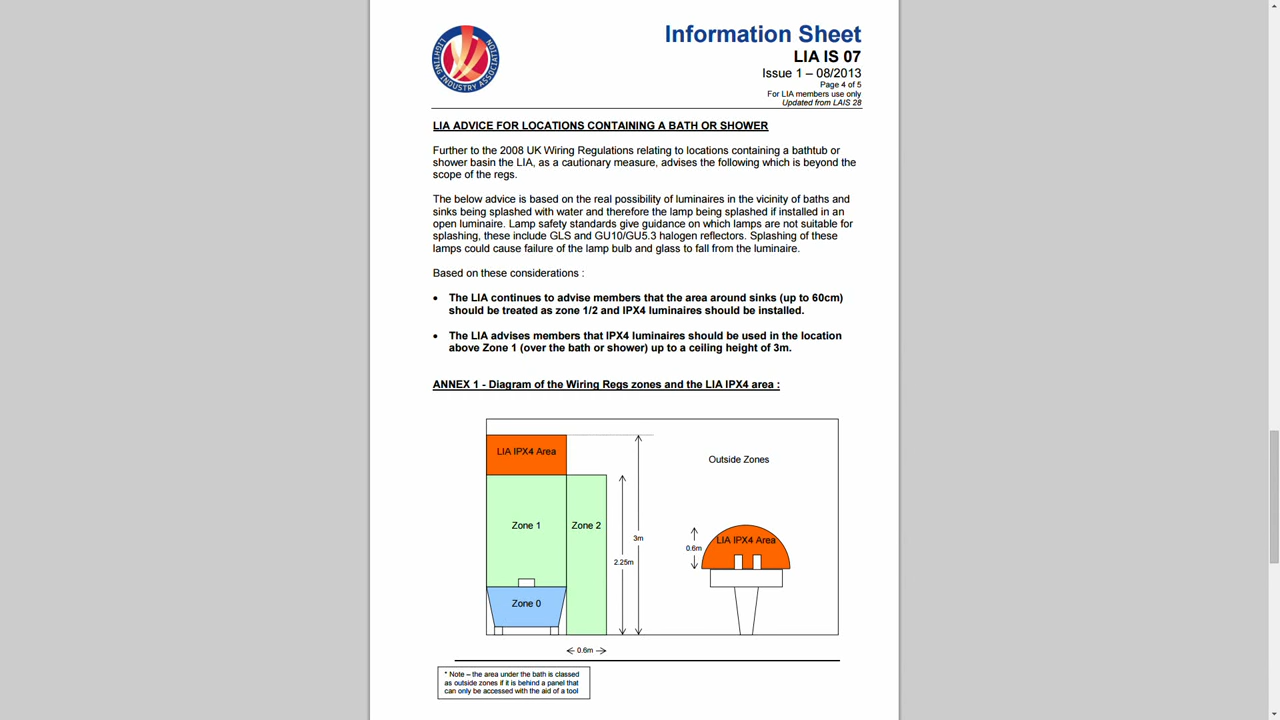 LIGHTING INDUSTRY ASSOCIATION
Information Sheet
LIA IS 07
Issue 1 – 08/2013
Page 4 of 5
For LIA members use only
Updated from LAIS 28
LIA ADVICE FOR LOCATIONS CONTAINING A BATH OR SHOWER
Further to the 2008 UK Wiring Regulations relating to locations containing a bathtub or
shower basin the LIA, as a cautionary measure, advises the following which is beyond the
scope of the regs.
The below advice is based on the real possibility of luminaires in the vicinity of baths and
sinks being splashed with water and therefore the lamp being splashed if installed in an
open luminaire. Lamp safety standards give guidance on which lamps are not suitable for
splashing, these include GLS and GU10/GU5.3 halogen reflectors. Splashing of these
lamps could cause failure of the lamp bulb and glass to fall from the luminaire.
Based on these considerations :
• The LIA continues to advise members that the area around sinks (up to 60cm)
should be treated as zone 1/2 and IPX4 luminaires should be installed.
• The LIA advises members that IPX4 luminaires should be used in the location
above Zone 1 (over the bath or shower) up to a ceiling height of 3m.
ANNEX 1 - Diagram of the Wiring Regs zones and the LIA IPX4 area :
LIA IPX4 Area
Outside Zones
Zone 1
Zone 2
3m
2.25m
0.6m
LIA IPX4 Area
Zone 0
0.6m
* Note – the area under the bath is classed
as outside zones if it is behind a panel that
can only be accessed with the aid of a tool